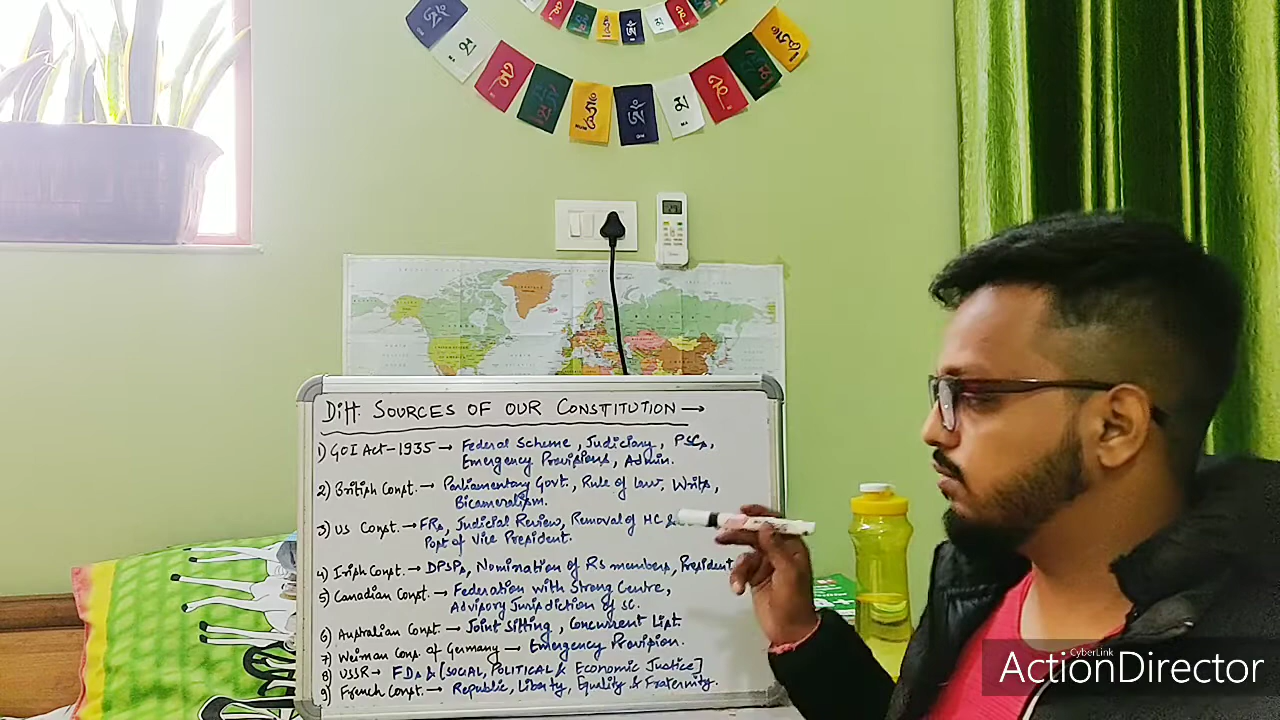 Diff. SOURCES OF OUR CONSTITUTION →
1) GOI Act-1935 → Federal Scheme, Judiciary, PSCs,
Emergency Provisions, Admin.
2) British Const. → Parliamentary Govt., Rule of law, Writs,
Bicameralism.
3) US Const. → FRs, Judicial Review, Removal of HC &
Post of Vice President.
4) Irish Const. → DPSPs, Nomination of RS members, President
5) Canadian Const. → Federation with Strong Centre,
Advisory Jurisdiction of SC.
6) Australian Const → Joint Sitting, Concurrent List.
7) Weiman Cons. of Germany → Emergency Provision.
8) USSR → FDs & [SOCIAL, POLITICAL & Economic Justice]
9) French Const. → Republic, Liberty, Equality & Fraternity.
CyberLink
ActionDirector